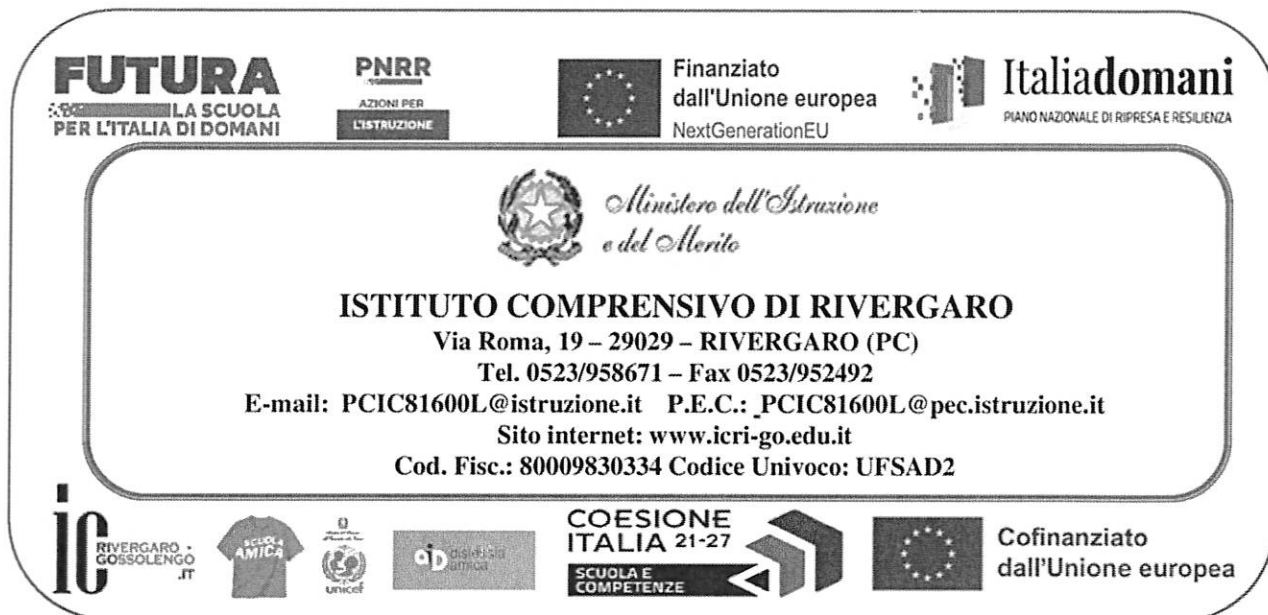 FUTURA
LA SCUOLA
PER L'ITALIA DI DOMANI
PNRR
AZIONI PER
L'ISTRUZIONE
Finanziato
dall'Unione europea
NextGenerationEU
Italiadomani
PIANO NAZIONALE DI RIPRESA E RESILIENZA
Ministero dell'Istruzione
e del Merito
ISTITUTO COMPRENSIVO DI RIVERGARO
Via Roma, 19 – 29029 – RIVERGARO (PC)
Tel. 0523/958671 – Fax 0523/952492
E-mail: PCIC81600L@istruzione.it P.E.C.: PCIC81600L@pec.istruzione.it
Sito internet: www.icri-go.edu.it
Cod. Fisc.: 80009830334 Codice Univoco: UFSAD2
ic
RIVERGARO •
GOSSOLENGO
.IT
SCUOLA
AMICA
unicef
aiD dislessia
amica
COESIONE
ITALIA 21-27
SCUOLA E
COMPETENZE
Cofinanziato
dall'Unione europea